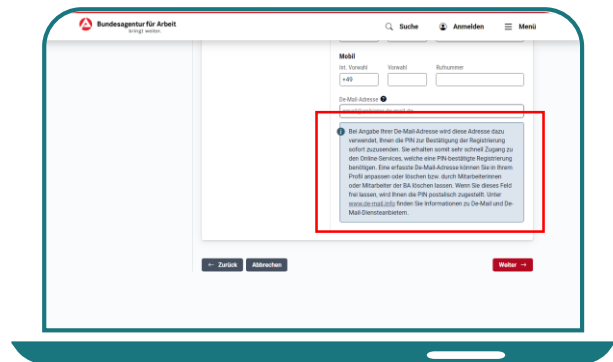 Bundesagentur für Arbeit
bringt weiter.
Suche
Anmelden
Menü
Mobil
Int. Vorwahl Vorwahl Rufnummer
+49
De-Mail-Adresse
Bei Angabe Ihrer De-Mail-Adresse wird diese Adresse dazu
verwendet, Ihnen die PIN zur Bestätigung der Registrierung
sofort zuzusenden. Sie erhalten somit sehr schnell Zugang zu
den Online-Services, welche eine PIN-bestätigte Registrierung
benötigen. Eine erfasste De-Mail-Adresse können Sie in Ihrem
Profil anpassen oder löschen bzw. durch Mitarbeiterinnen
oder Mitarbeiter der BA löschen lassen. Wenn Sie dieses Feld
frei lassen, wird Ihnen die PIN postalisch zugestellt. Unter
www.de-mail.info finden Sie Informationen zu De-Mail und De-
Mail-Diensteanbietern.
← Zurück
Abbrechen
Weiter →